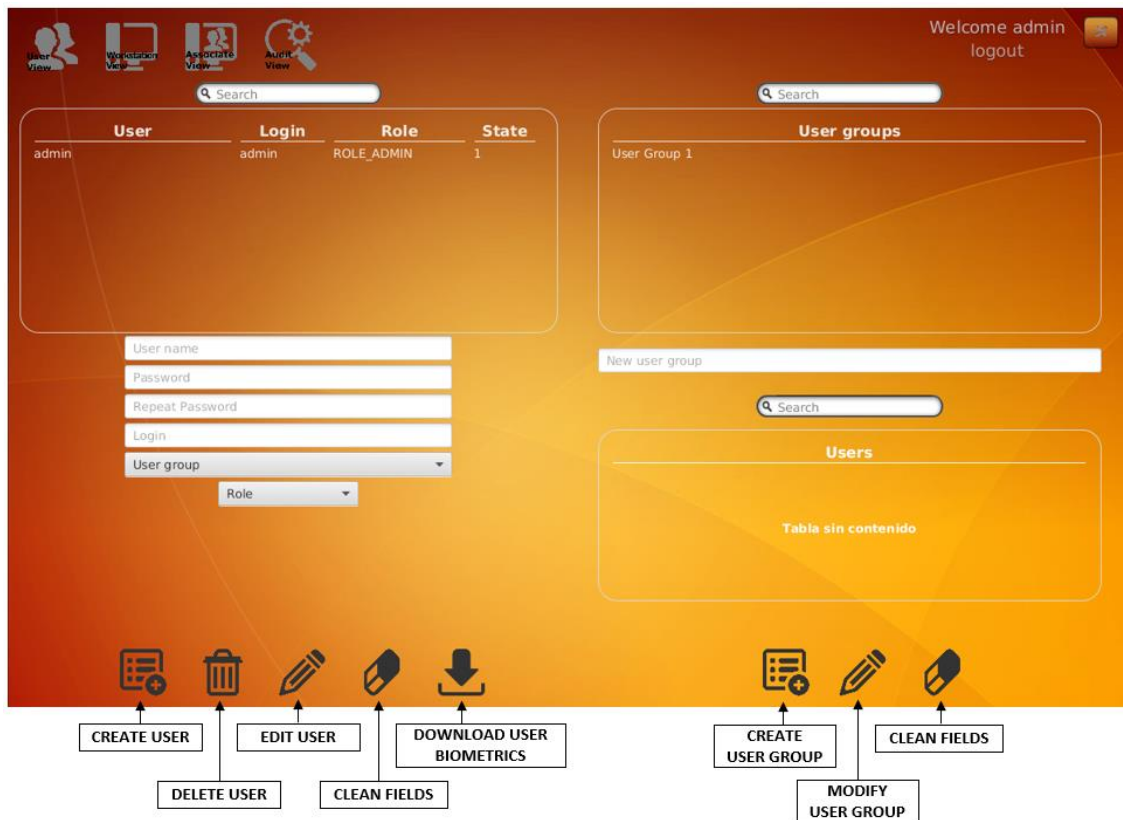 Welcome admin
logout
User
View
Workstation
View
Associate
View
Audit
View
Search
User Login Role State
admin admin ROLE_ADMIN 1
User name
Password
Repeat Password
Login
User group
Role
Search
User groups
User Group 1
New user group
Search
Users
Tabla sin contenido
CREATE USER
EDIT USER
DOWNLOAD USER
BIOMETRICS
DELETE USER
CLEAN FIELDS
CREATE
USER GROUP
CLEAN FIELDS
MODIFY
USER GROUP